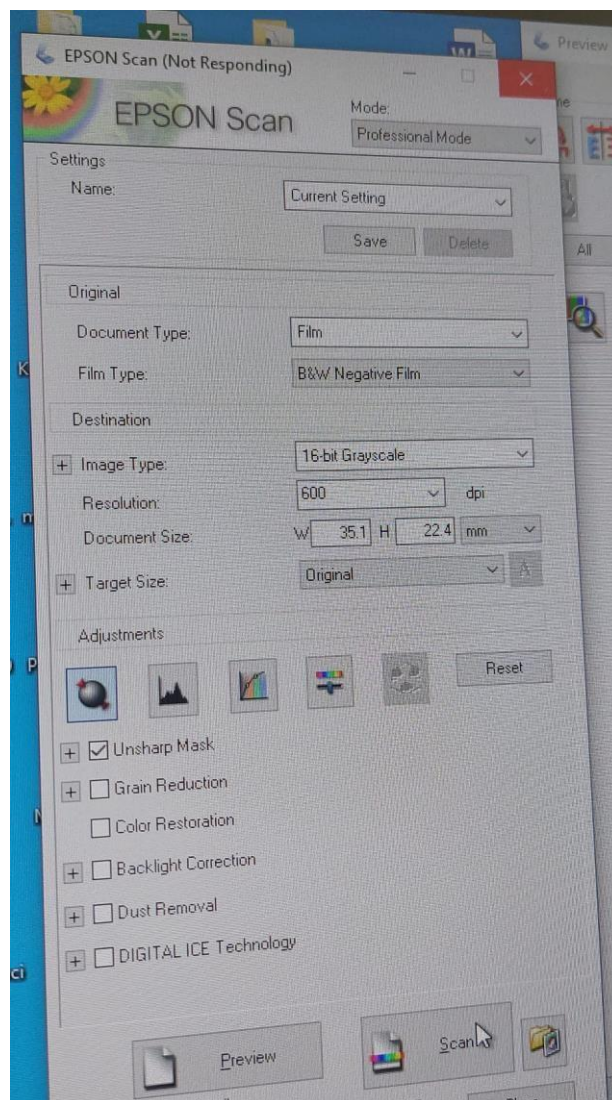 EPSON Scan (Not Responding)
Preview
EPSON Scan
Mode:
Professional Mode
Settings
Name:
Current Setting
Save
Delete
All
Original
Document Type:
Film
Film Type:
B&W Negative Film
Destination
+ Image Type:
16-bit Grayscale
Resolution:
600
dpi
Document Size:
W 35.1 H 22.4 mm
+ Target Size:
Original
A
Adjustments
Reset
+ Unsharp Mask
+ Grain Reduction
Color Restoration
+ Backlight Correction
+ Dust Removal
+ DIGITAL ICE Technology
Preview
Scan